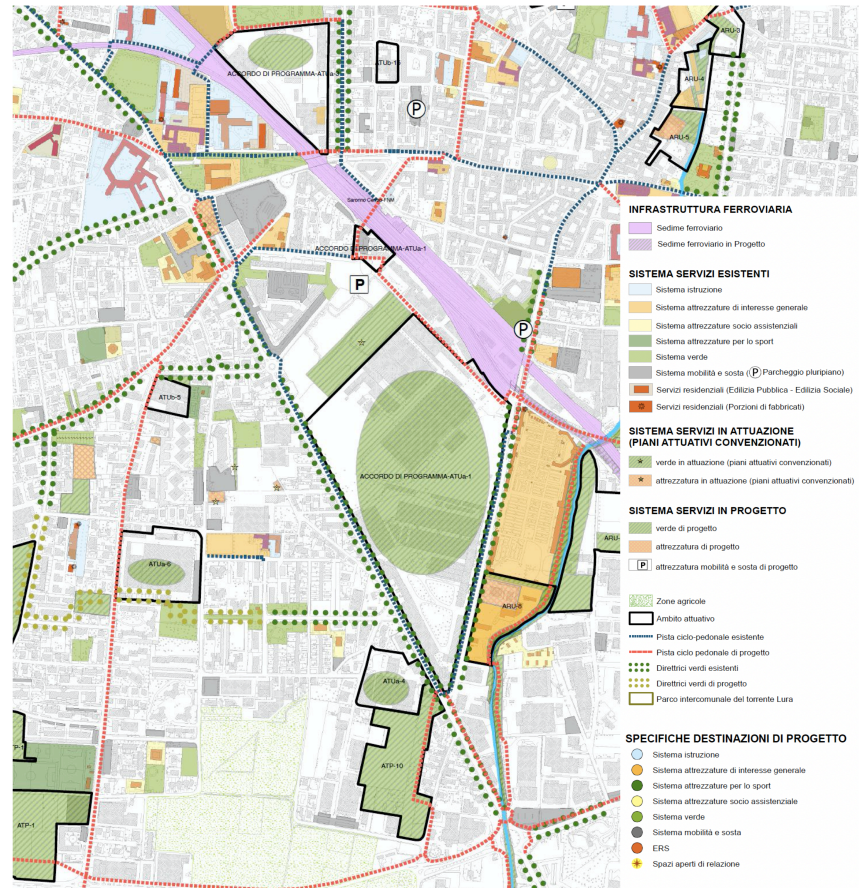 ARU-3
ACCORDO DI PROGRAMMA-ATUa-
ATUb-1
ARU-4
P
ARU-5
Saronno Centro FNM
ACCORDO DI PROGRAMMA-ATUa-1
P
P
ATUb-5
ACCORDO DI PROGRAMMA-ATUa-1
ARU-
ATUa-6
ARU-8
ATUa-4
ATP-10
ATP-1
ATP-1
INFRASTRUTTURA FERROVIARIA
Sedime ferroviario
Sedime ferroviario in Progetto
SISTEMA SERVIZI ESISTENTI
Sistema istruzione
Sistema attrezzature di interesse generale
Sistema attrezzature socio assistenziali
Sistema attrezzature per lo sport
Sistema verde
Sistema mobilità e sosta (P Parcheggio pluripiano)
Servizi residenziali (Edilizia Pubblica - Edilizia Sociale)
Servizi residenziali (Porzioni di fabbricati)
SISTEMA SERVIZI IN ATTUAZIONE
(PIANI ATTUATIVI CONVENZIONATI)
verde in attuazione (piani attuativi convenzionati)
attrezzatura in attuazione (piani attuativi convenzionati)
SISTEMA SERVIZI IN PROGETTO
verde di progetto
attrezzatura di progetto
P attrezzatura mobilità e sosta di progetto
Zone agricole
Ambito attuativo
Pista ciclo-pedonale esistente
Pista ciclo pedonale di progetto
Direttrici verdi esistenti
Direttrici verdi di progetto
Parco intercomunale del torrente Lura
SPECIFICHE DESTINAZIONI DI PROGETTO
Sistema istruzione
Sistema attrezzature di interesse generale
Sistema attrezzature per lo sport
Sistema attrezzature socio assistenziale
Sistema verde
Sistema mobilità e sosta
ERS
Spazi aperti di relazione